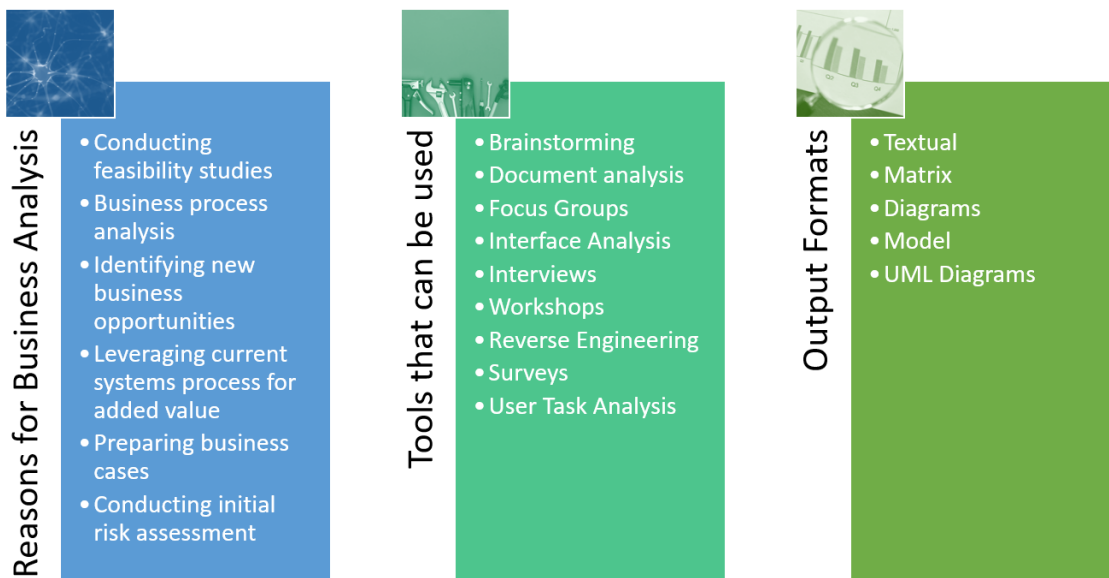 Reasons for Business Analysis
• Conducting
feasibility studies
• Business process
analysis
• Identifying new
business
opportunities
• Leveraging current
systems process for
added value
• Preparing business
cases
• Conducting initial
risk assessment
Tools that can be used
• Brainstorming
• Document analysis
• Focus Groups
• Interface Analysis
• Interviews
• Workshops
• Reverse Engineering
• Surveys
• User Task Analysis
Output Formats
• Textual
• Matrix
• Diagrams
• Model
• UML Diagrams